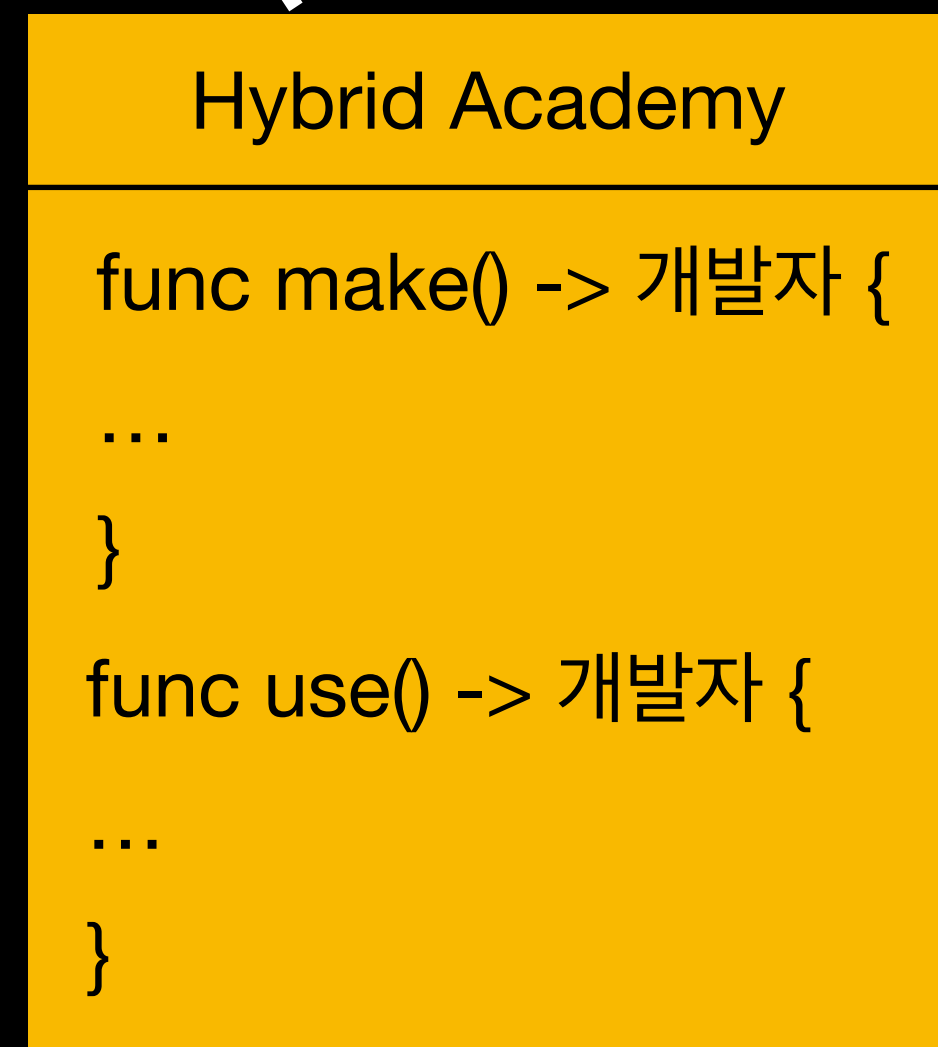 Hybrid Academy
func make() -> 개발자 {
...
}
func use() -> 개발자 {
...
}